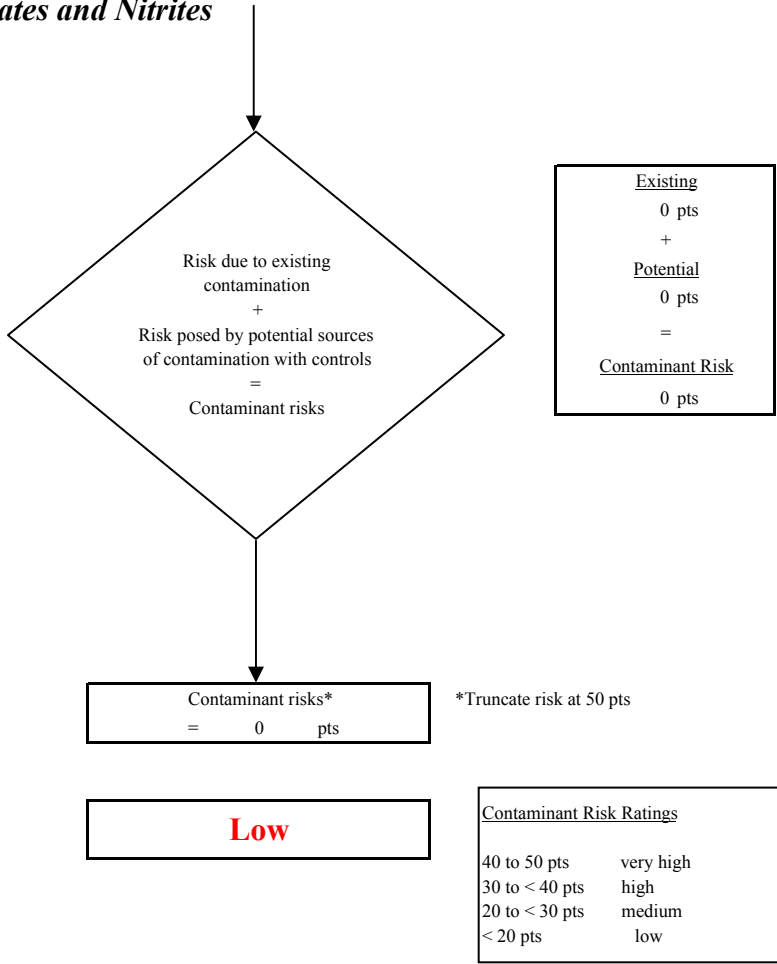 ates and Nitrites
Risk due to existing
contamination
+
Risk posed by potential sources
of contamination with controls
=
Contaminant risks
Existing
0 pts
+
Potential
0 pts
=
Contaminant Risk
0 pts
Contaminant risks*
= 0 pts
*Truncate risk at 50 pts
Low
Contaminant Risk Ratings
40 to 50 pts very high
30 to < 40 pts high
20 to < 30 pts medium
< 20 pts low